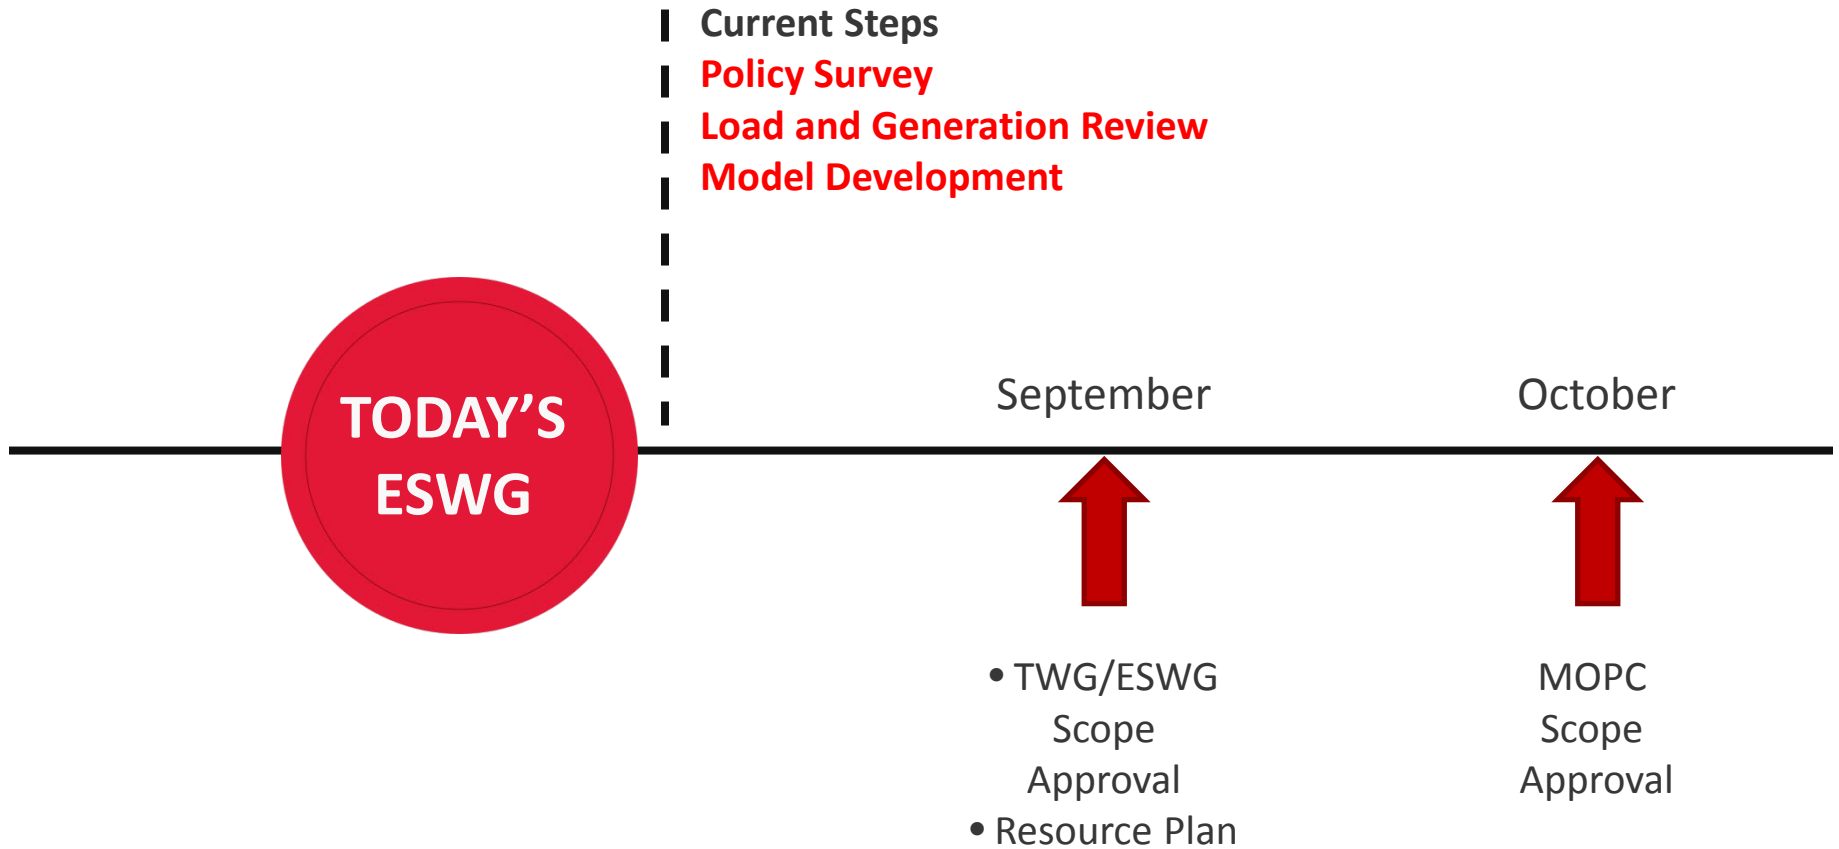 Current Steps
Policy Survey
Load and Generation Review
Model Development
TODAY’S
ESWG
September
October
• TWG/ESWG
Scope
Approval
• Resource Plan
MOPC
Scope
Approval